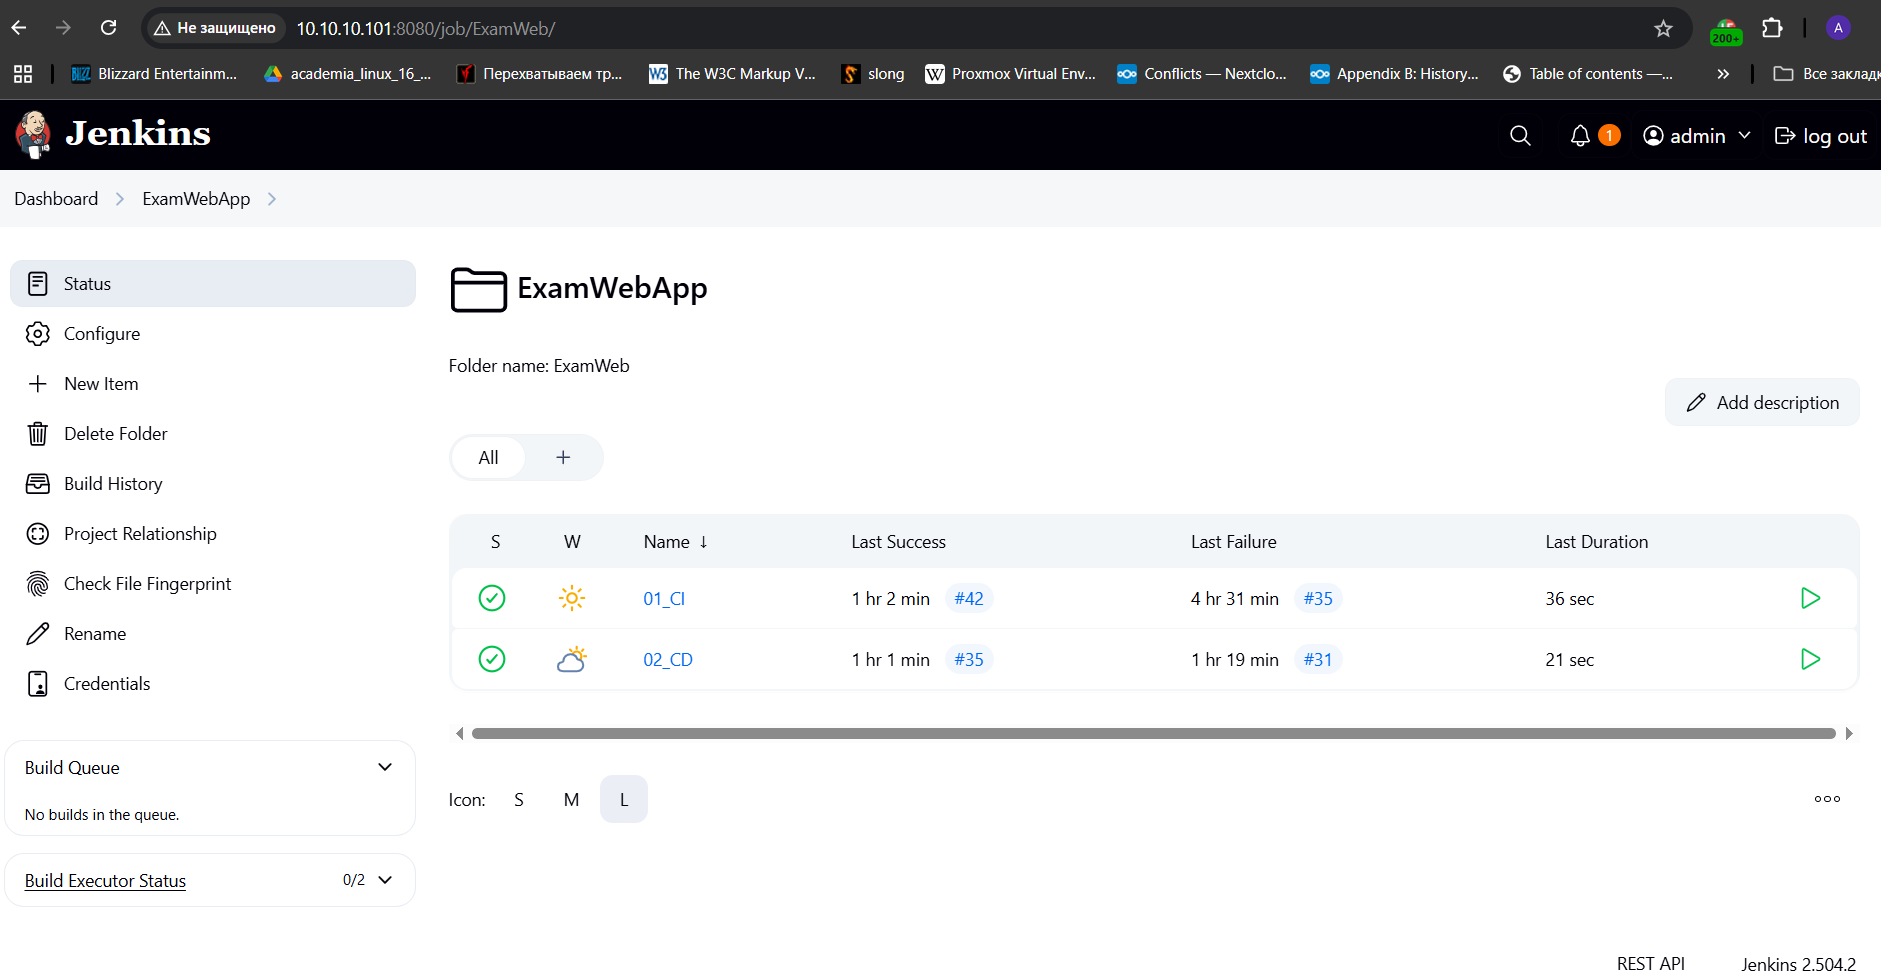 Не защищено 10.10.10.101:8080/job/ExamWeb/ 200+ A
Blizzard Entertainm... academia_linux_16_... Перехватываем тр... The W3C Markup V... slong Proxmox Virtual Env... Conflicts — Nextclo... Appendix B: History... Table of contents —... » Все закладк
Jenkins 1 admin log out
Dashboard ExamWebApp
Status
Configure
New Item
Delete Folder
Build History
Project Relationship
Check File Fingerprint
Rename
Credentials
Build Queue
No builds in the queue.
Build Executor Status 0/2
ExamWebApp
Folder name: ExamWeb
Add description
All +
S W Name ↓ Last Success Last Failure Last Duration
01_CI 1 hr 2 min #42 4 hr 31 min #35 36 sec
02_CD 1 hr 1 min #35 1 hr 19 min #31 21 sec
Icon: S M L
REST API Jenkins 2.504.2